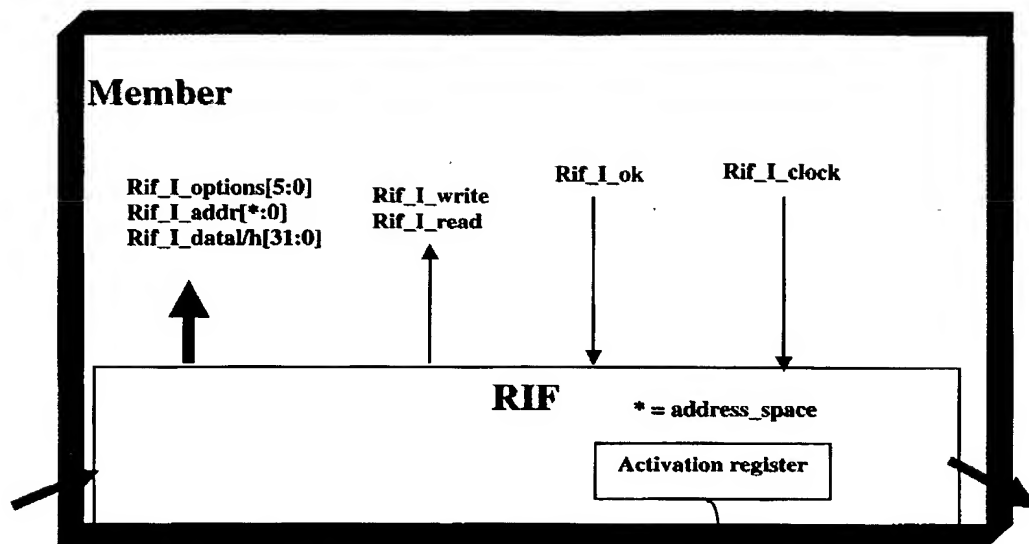 Member
Rif_I_options[5:0]
Rif_I_addr[*:0]
Rif_I_datal/h[31:0]
Rif_I_write
Rif_I_read
Rif_I_ok
Rif_I_clock
RIF
* = address_space
Activation register